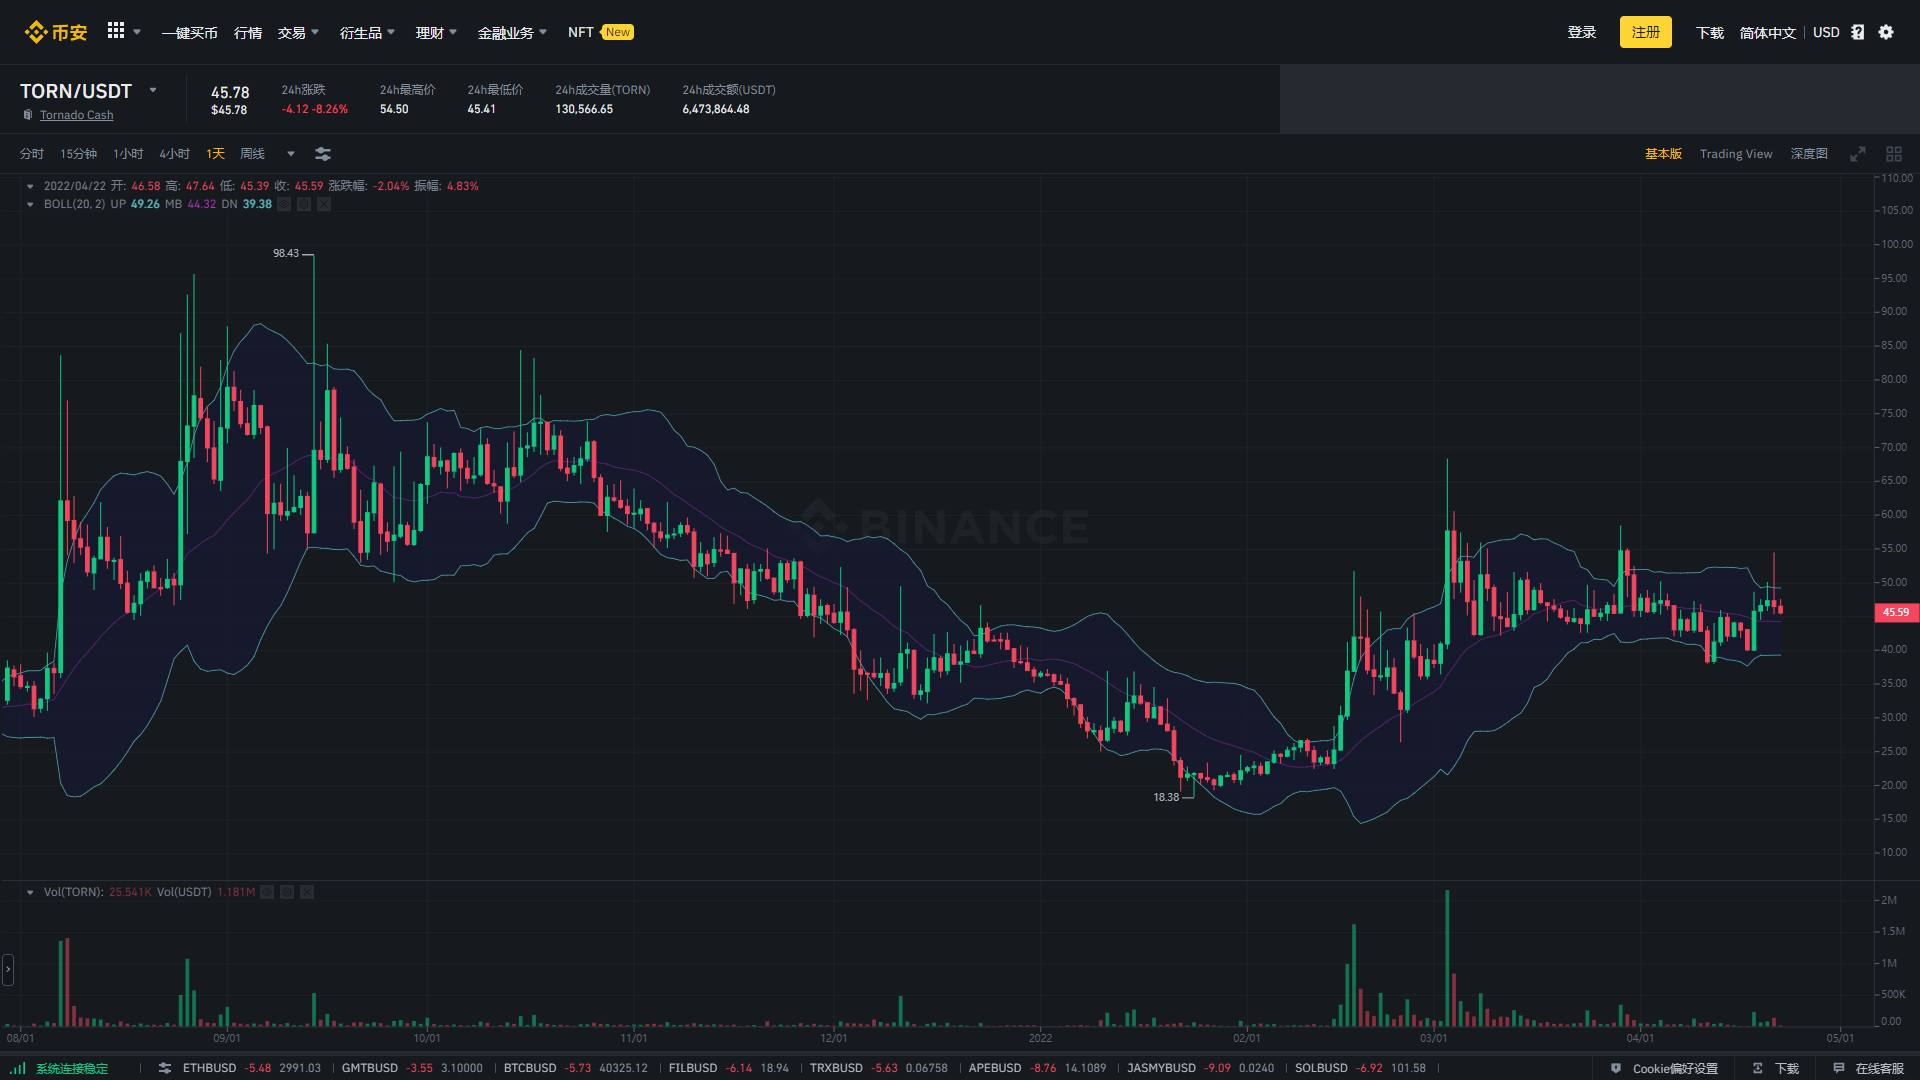 币安 一键买币 行情 交易 衍生品 理财 金融业务 NFT New 登录 注册 下载 简体中文 USD
TORN/USDT
Tornado Cash
45.78
$45.78
24h涨跌
-4.12 -8.26%
24h最高价
54.50
24h最低价
45.41
24h成交量(TORN)
130,566.65
24h成交额(USDT)
6,473,864.48
分时 15分钟 1小时 4小时 1天 周线 基本版 Trading View 深度图
2022/04/22 开: 46.58 高: 47.64 低: 45.39 收: 45.59 涨跌幅: -2.04% 振幅: 4.83%
BOLL(20, 2) UP 49.26 MB 44.32 DN 39.38
110.00
105.00
100.00
98.43
95.00
90.00
85.00
80.00
75.00
70.00
65.00
60.00
BINANCE
55.00
50.00
45.59
40.00
35.00
30.00
25.00
20.00
18.38
15.00
10.00
Vol(TORN): 25.541K Vol(USDT) 1.181M
2M
1.5M
1M
500K
0.00
08/01 09/01 10/01 11/01 12/01 2022 02/01 03/01 04/01 05/01
系统连接稳定 ETHBUSD -5.48 2991.03 GMTBUSD -3.55 3.10000 BTCBUSD -5.73 40325.12 FILBUSD -6.14 18.94 TRXBUSD -5.63 0.06758 APEBUSD -8.76 14.1089 JASMYBUSD -9.09 0.0240 SOLBUSD -6.92 101.58 Cookie偏好设置 下载 在线客服